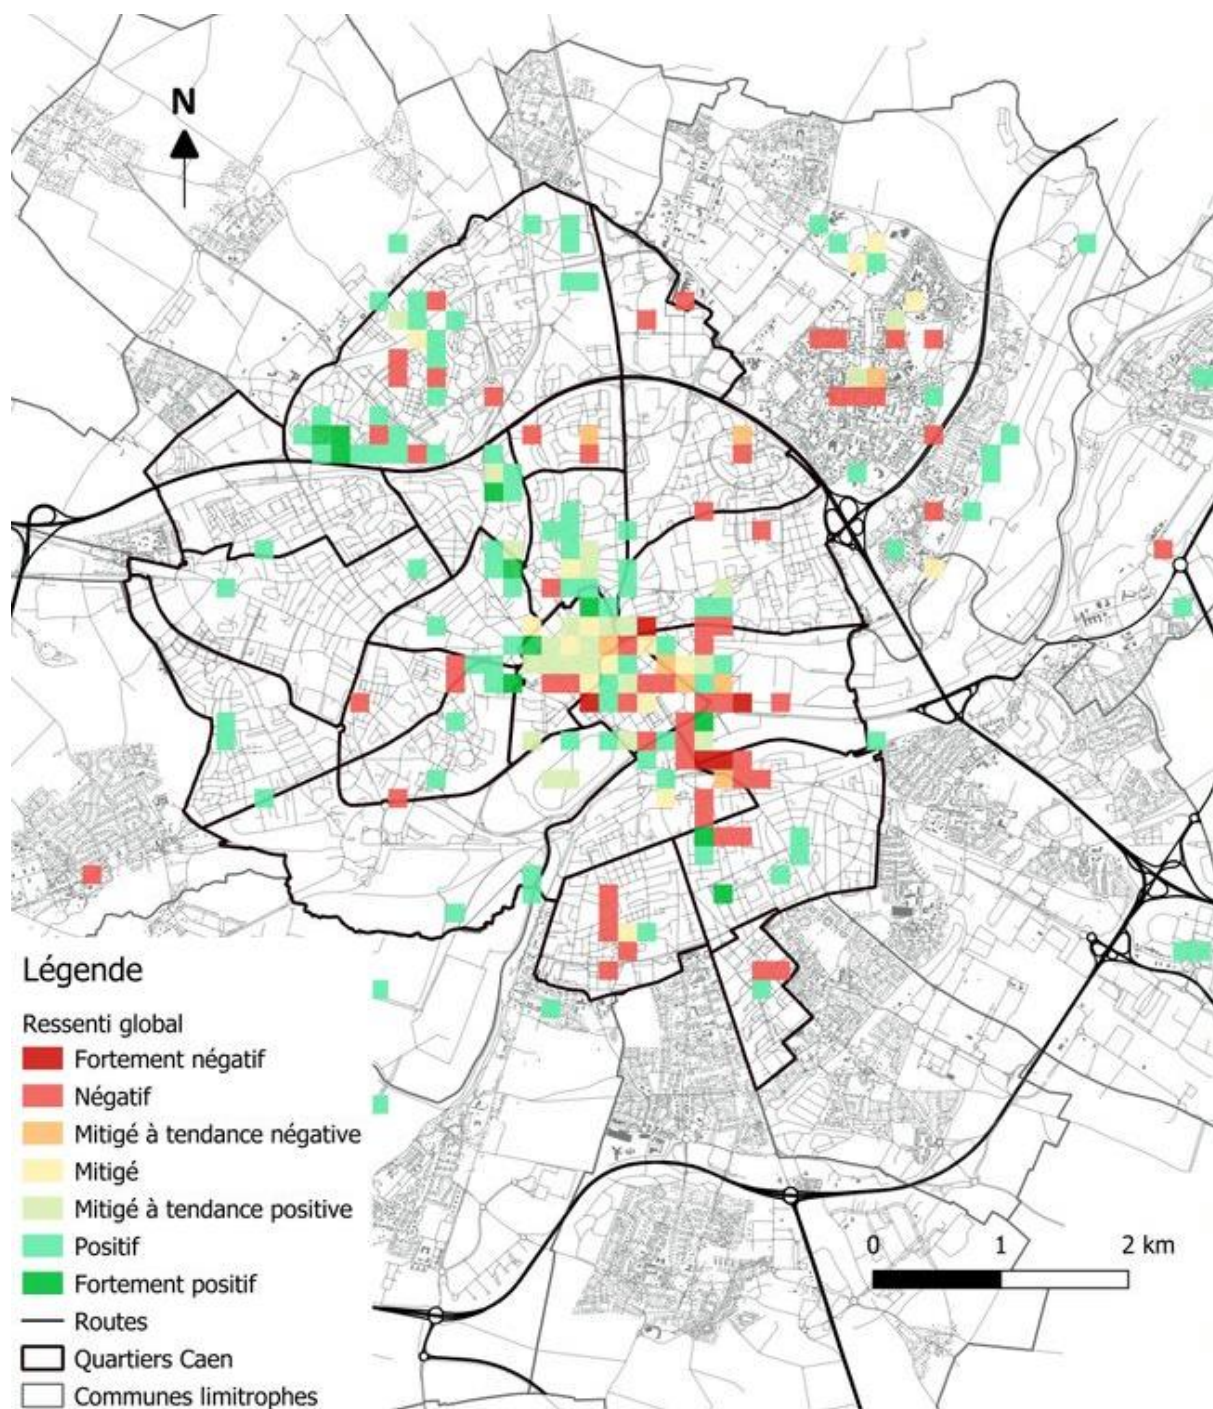 N
Légende
Ressenti global
Fortement négatif
Négatif
Mitigé à tendance négative
Mitigé
Mitigé à tendance positive
Positif
Fortement positif
Routes
Quartiers Caen
Communes limitrophes
0 1 2 km